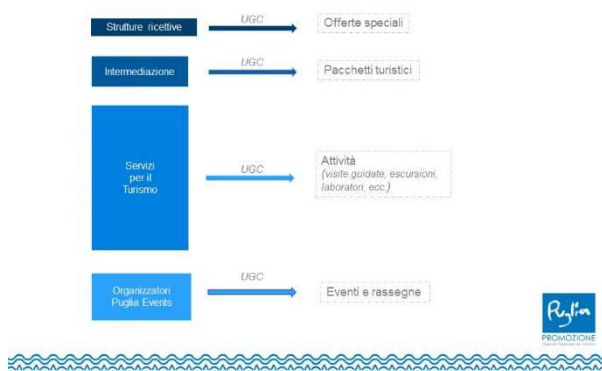 Strutture ricettive
UGC
Offerte speciali
Intermediazione
UGC
Pacchetti turistici
Servizi
per il
Turismo
UGC
Attività
(visite guidate, escursioni,
laboratori, ecc.)
Organizzatori
Puglia Events
UGC
Eventi e rassegne
Puglia
PROMOZIONE